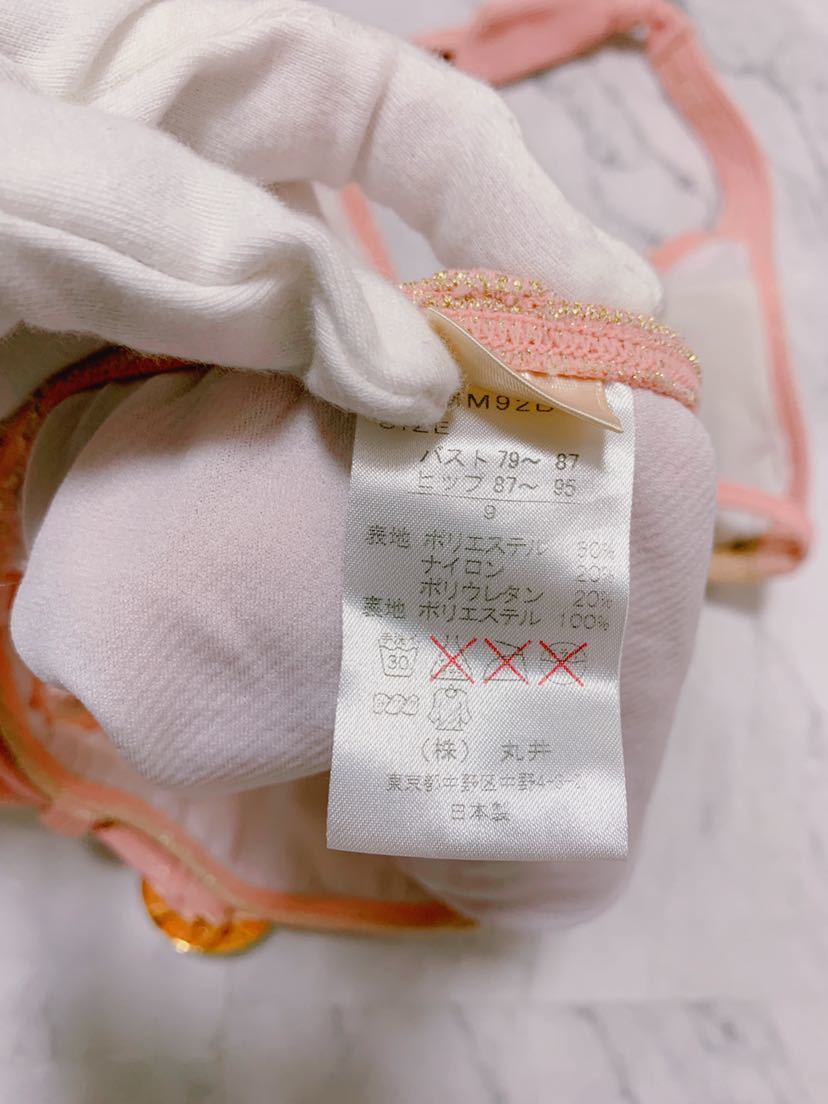 M92B
SIZE
バスト 79～ 87
ヒップ 87～ 95
9
表地 ポリエステル 60%
ナイロン 20%
ポリウレタン 20%
裏地 ポリエステル 100%
30
(株) 丸井
東京都中野区中野4-3-2
日本製